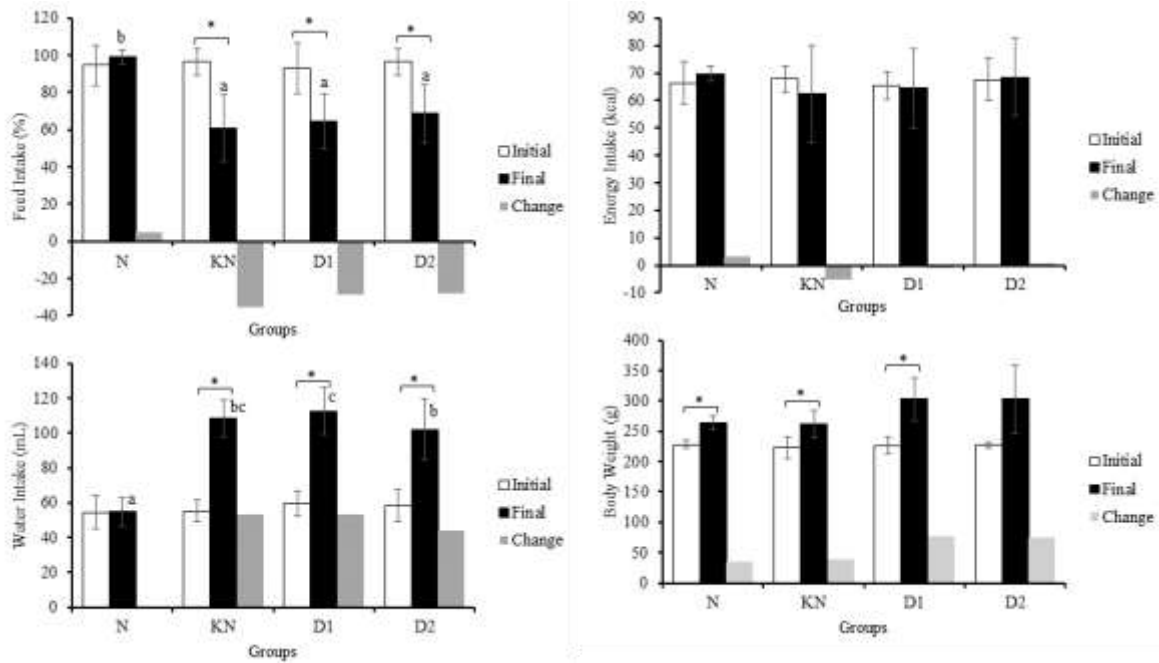 120
100
80
60
40
20
0
-20
-40
Feed Intake (%)
b
*
a
*
a
*
a
N
KN
D1
D2
Groups
Initial
Final
Change
90
80
70
60
50
40
30
20
10
0
-10
Energy Intake (kcal)
N
KN
D1
D2
Groups
Initial
Final
Change
140
120
100
80
60
40
20
0
Water Intake (mL)
a
*
bc
*
c
*
b
N
KN
D1
D2
Groups
Initial
Final
Change
400
350
300
250
200
150
100
50
0
Body Weight (g)
*
*
*
N
KN
D1
D2
Groups
Initial
Final
Change